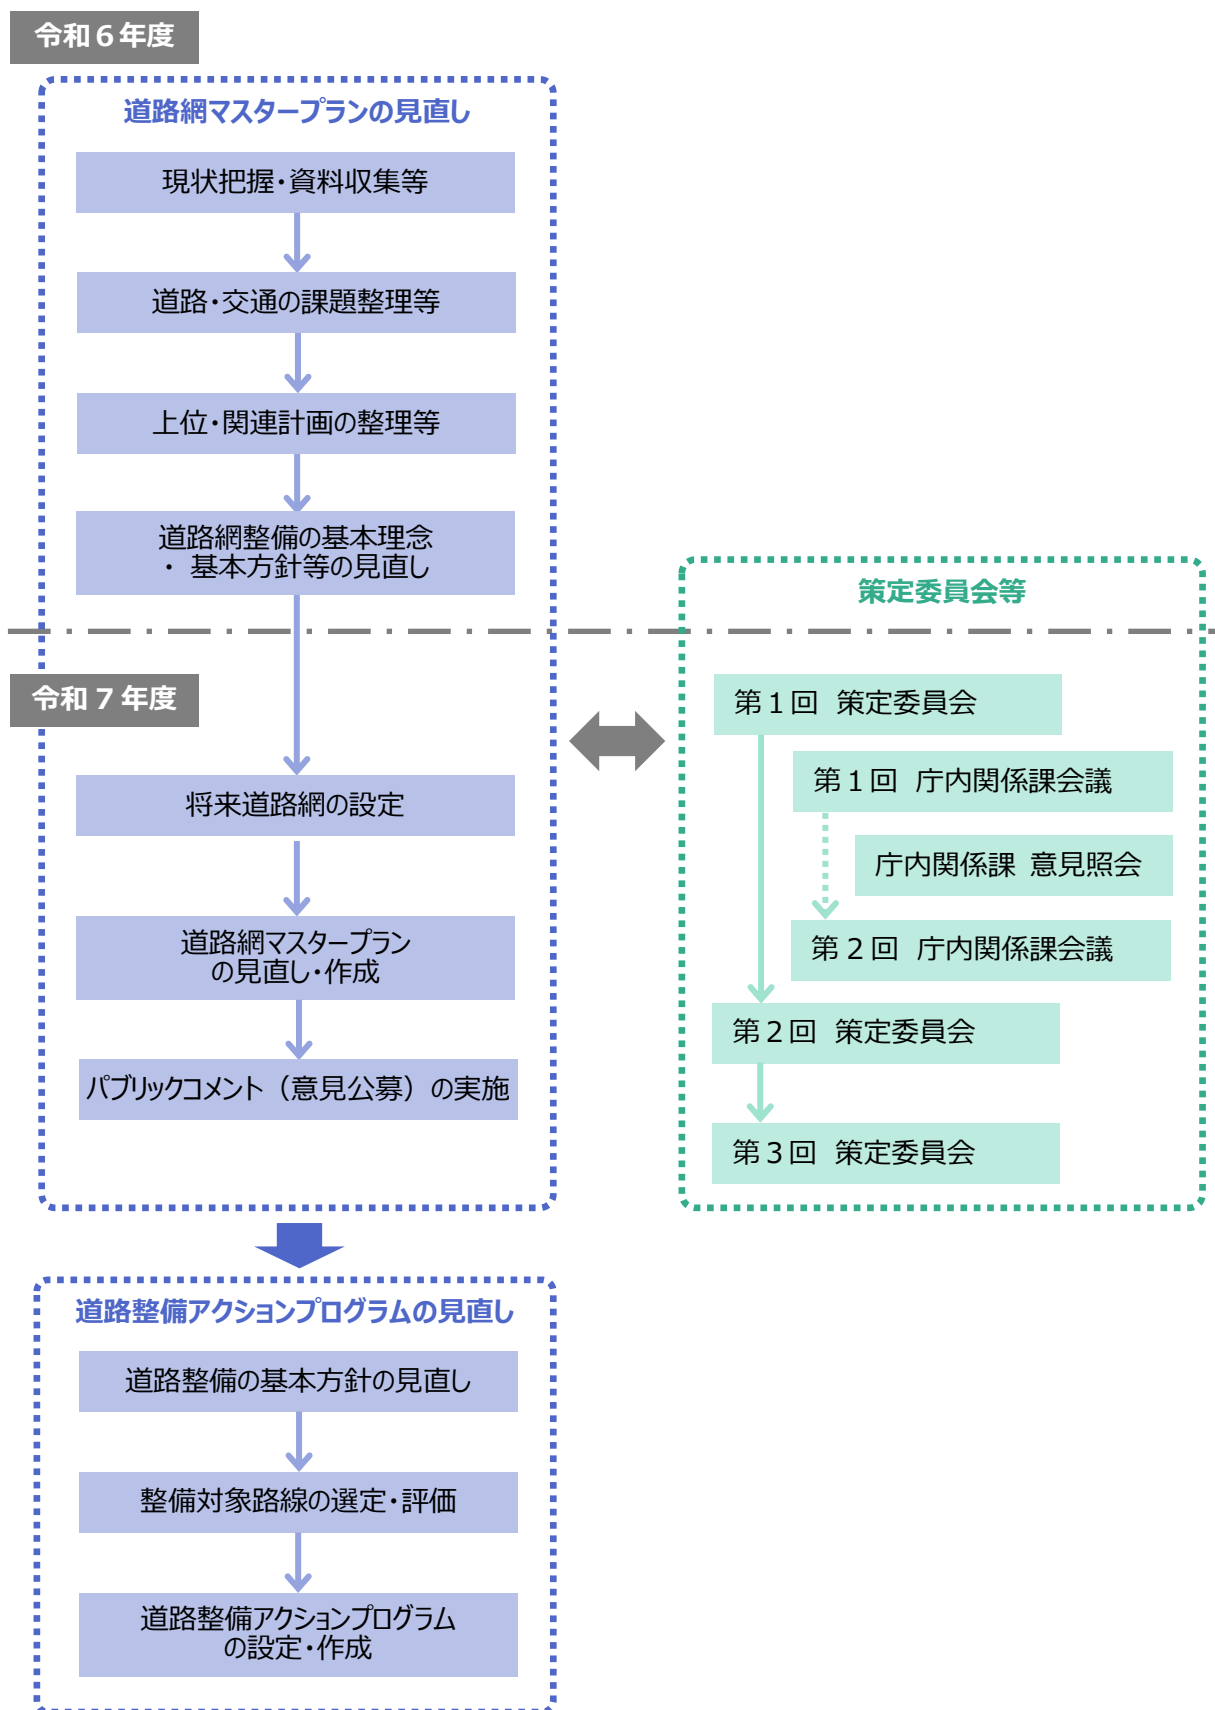 令和６年度
道路網マスタープランの見直し
現状把握・資料収集等
道路・交通の課題整理等
上位・関連計画の整理等
道路網整備の基本理念
・ 基本方針等の見直し
令和７年度
将来道路網の設定
道路網マスタープラン
の見直し・作成
パブリックコメント（意見公募）の実施
策定委員会等
第１回 策定委員会
第１回 庁内関係課会議
庁内関係課 意見照会
第２回 庁内関係課会議
第２回 策定委員会
第３回 策定委員会
道路整備アクションプログラムの見直し
道路整備の基本方針の見直し
整備対象路線の選定・評価
道路整備アクションプログラム
の設定・作成